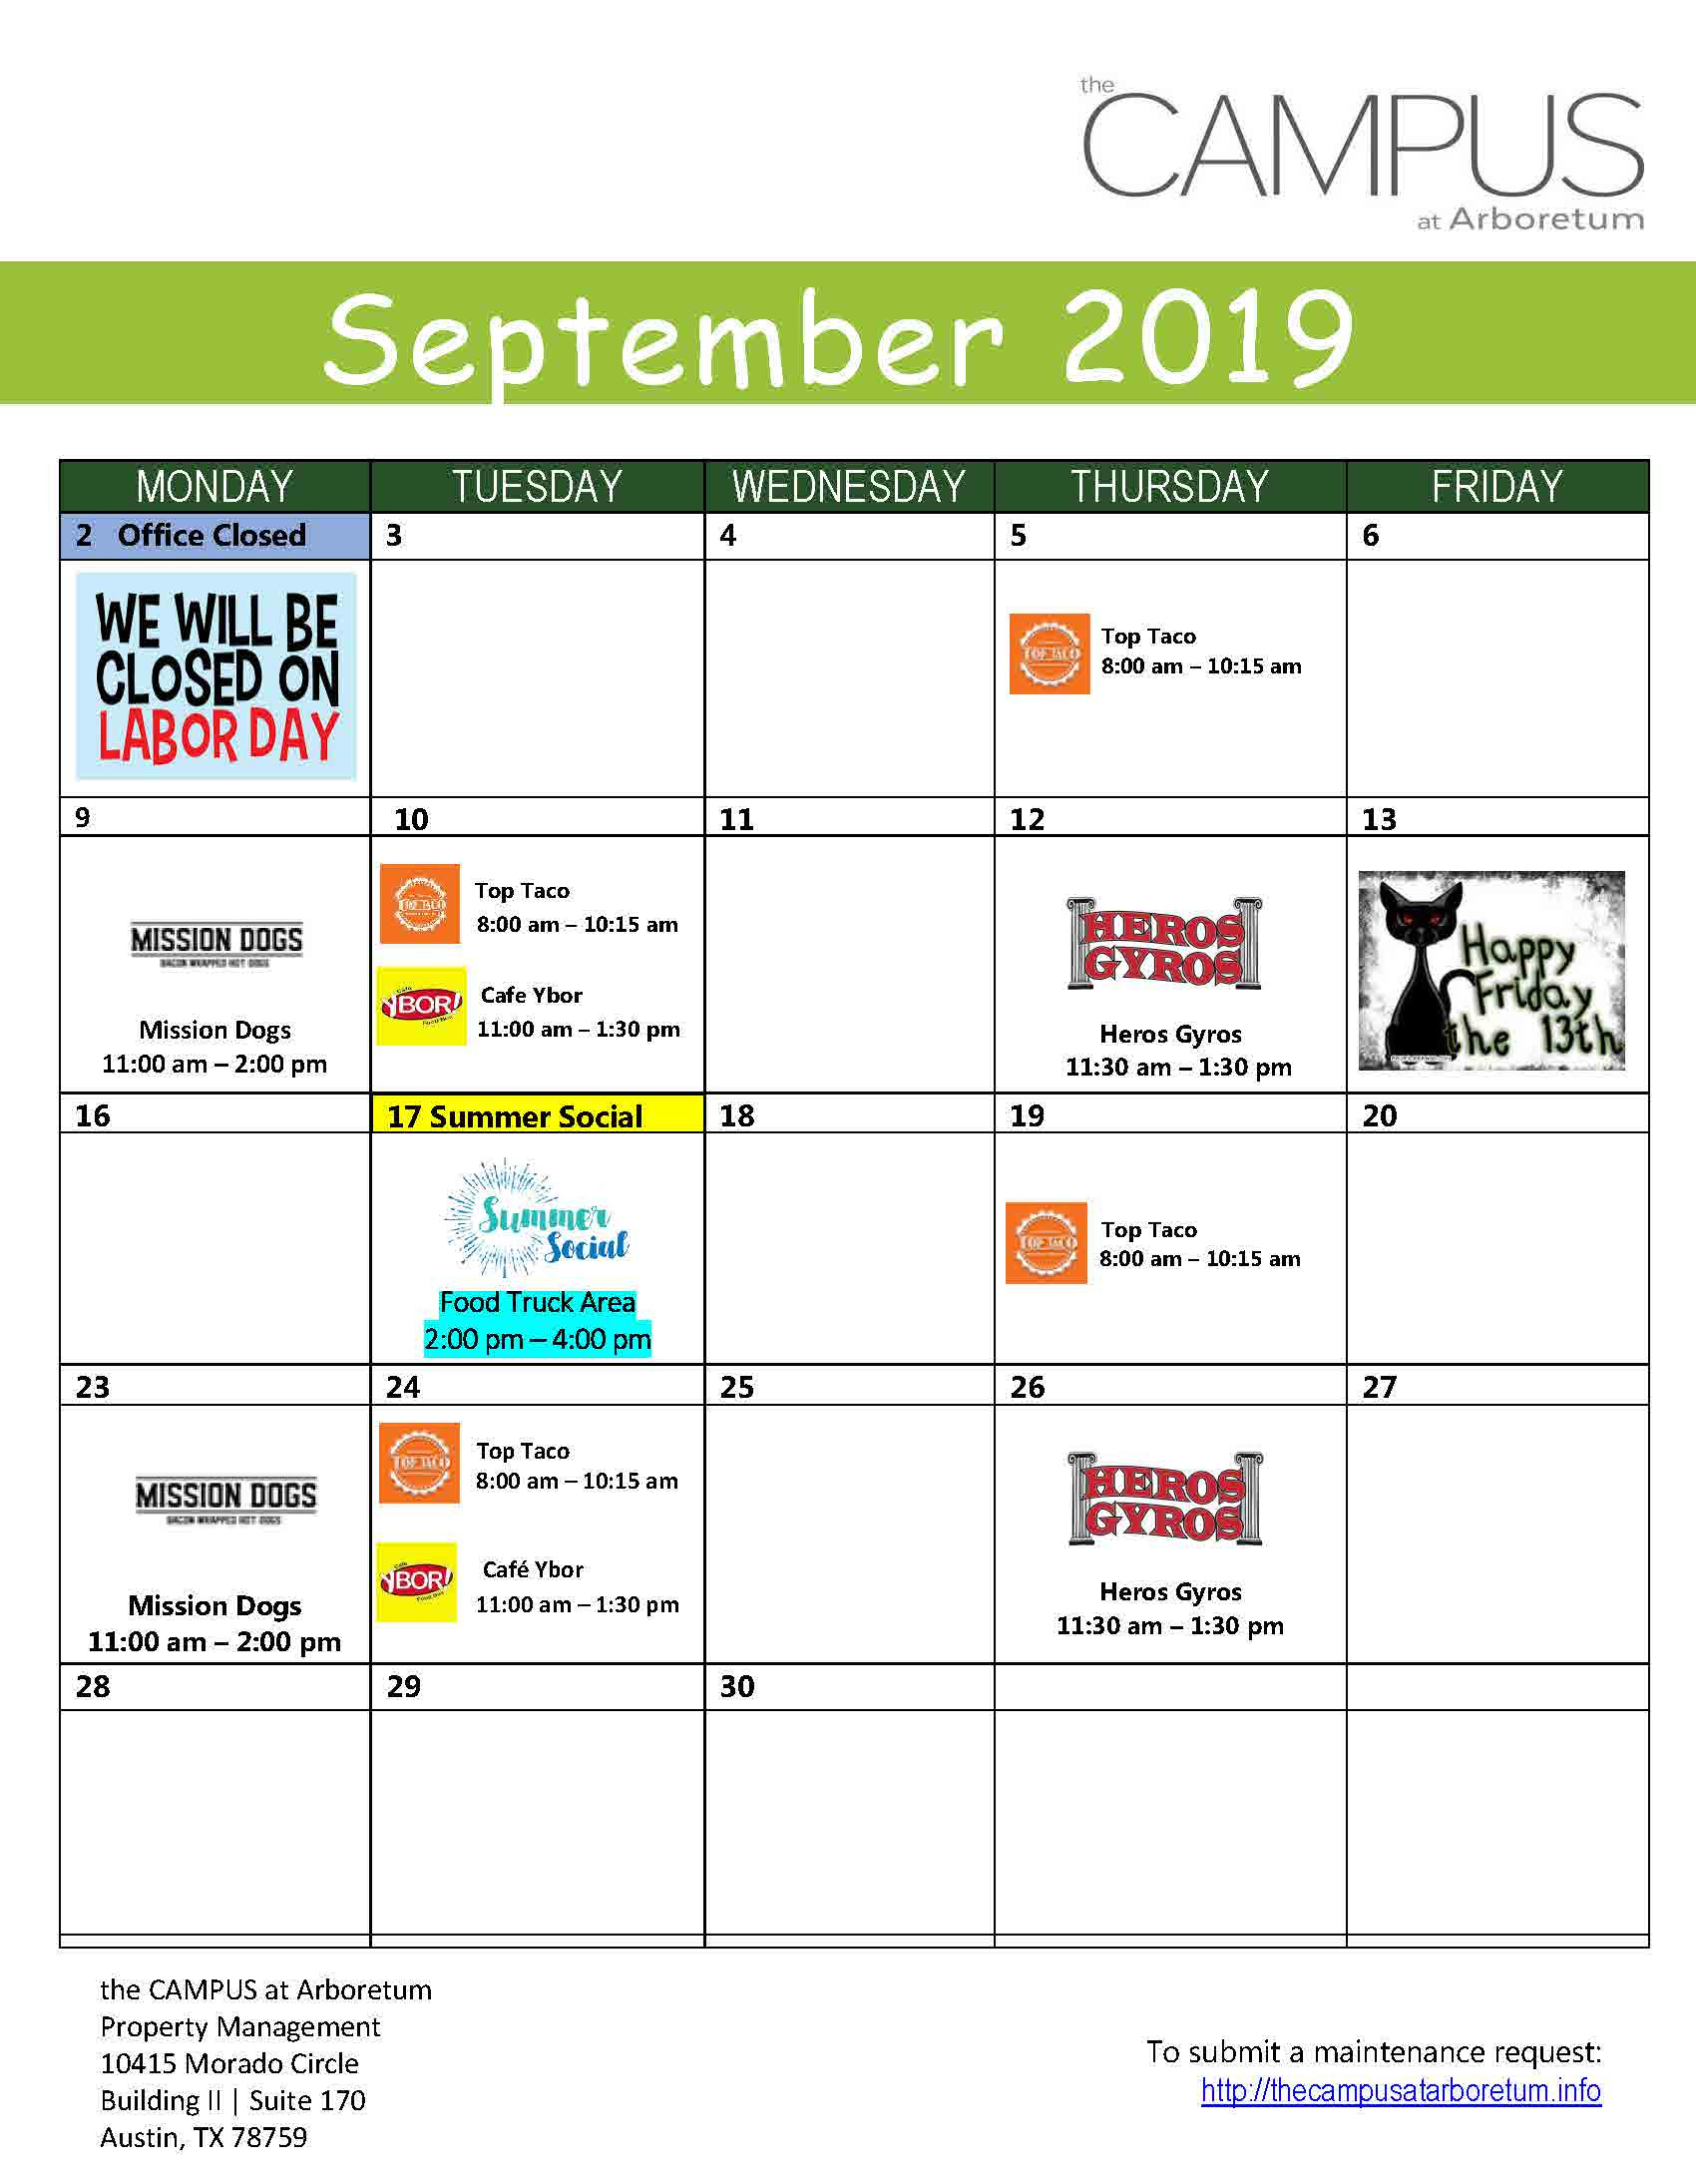 the
CAMPUS
at Arboretum
September 2019
MONDAY TUESDAY WEDNESDAY THURSDAY FRIDAY
2 Office Closed 3 4 5 6
WE WILL BE
CLOSED ON
LABOR DAY
TOP TACO
Top Taco
8:00 am – 10:15 am
9 10 11 12 13
MISSION DOGS
BACON WRAPPED HOT DOGS
Mission Dogs
11:00 am – 2:00 pm
TOP TACO
Top Taco
8:00 am – 10:15 am
Cafe
YBOR!
Cafe Ybor
11:00 am – 1:30 pm
HEROS
GYROS
Heros Gyros
11:30 am – 1:30 pm
Happy
Friday
the 13th
16 17 Summer Social 18 19 20
Summer
Social
Food Truck Area
2:00 pm – 4:00 pm
TOP TACO
Top Taco
8:00 am – 10:15 am
23 24 25 26 27
MISSION DOGS
BACON WRAPPED HOT DOGS
Mission Dogs
11:00 am – 2:00 pm
TOP TACO
Top Taco
8:00 am – 10:15 am
Cafe
YBOR!
Café Ybor
11:00 am – 1:30 pm
HEROS
GYROS
Heros Gyros
11:30 am – 1:30 pm
28 29 30
the CAMPUS at Arboretum
Property Management
10415 Morado Circle
Building II | Suite 170
Austin, TX 78759
To submit a maintenance request:
http://thecampusatarboretum.info